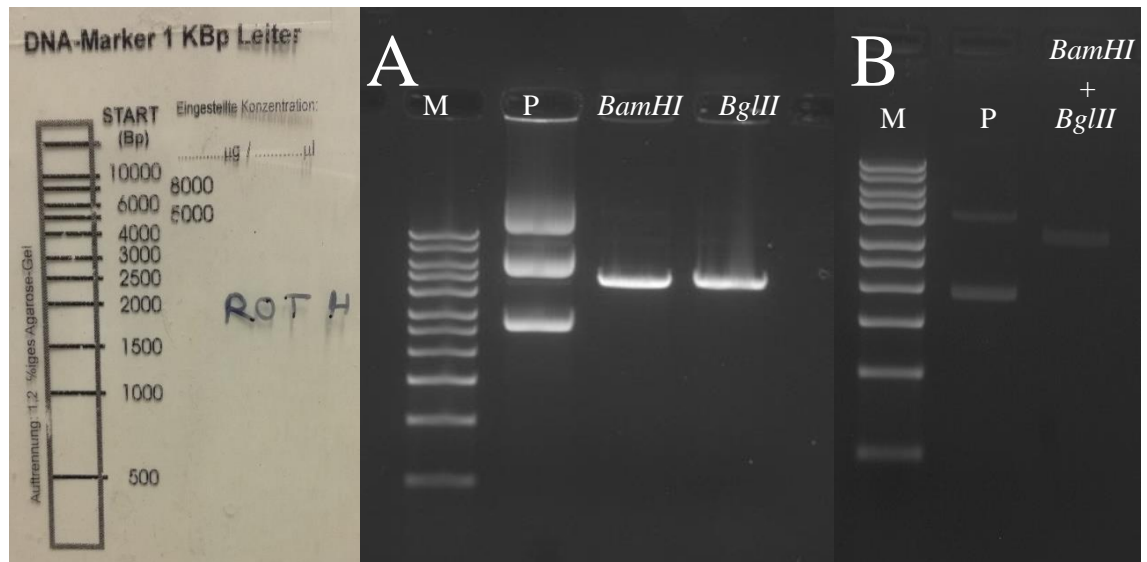 DNA-Marker 1 KBp Leiter
START
(Bp)
Eingestellte Konzentration:
..........µg / ..........µl
10000
8000
6000
5000
4000
3000
2500
2000
1500
1000
500
ROTH
Auftrennung: 1,2 %iges Agarose-Gel
A
M P BamHI BglII
B
M P BamHI
+
BglII